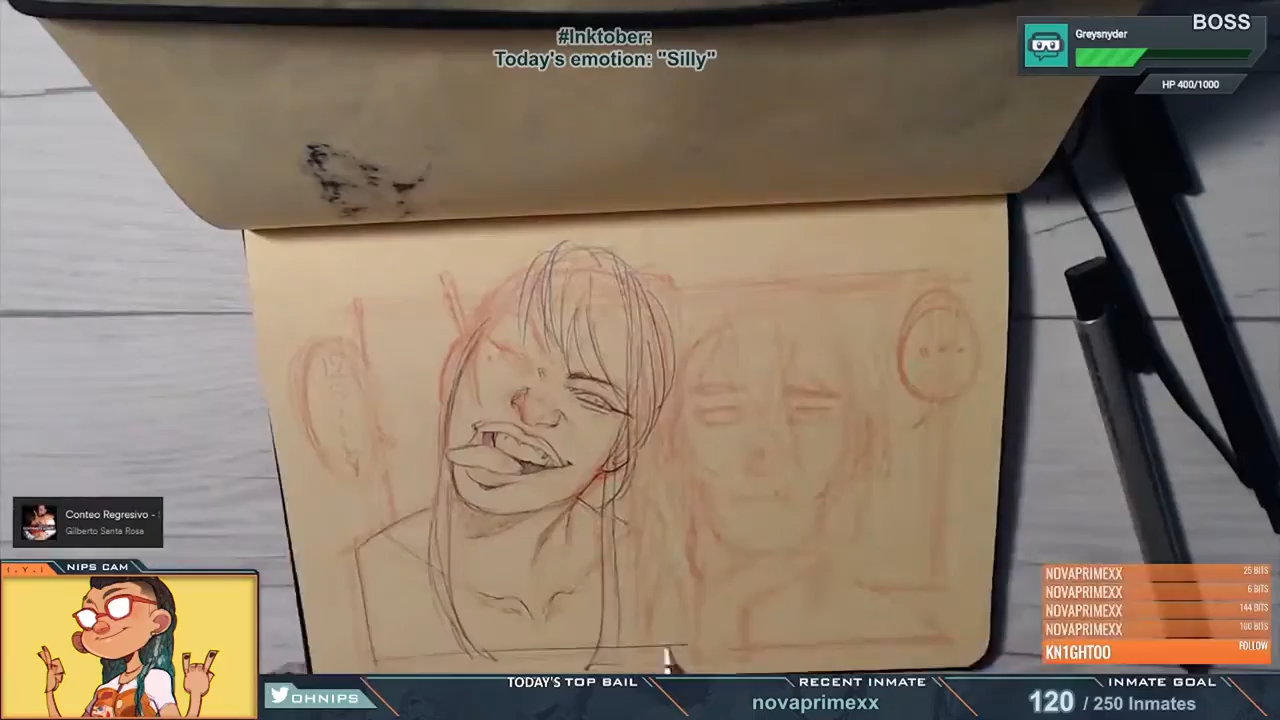 #Inktober:
Today's emotion: "Silly"
BOSS
Greysnyder
HP 400/1000
Conteo Regresivo -
Gilberto Santa Rosa
(.Y.)
NIPS CAM
NOVAPRIMEXX 25 BITS
NOVAPRIMEXX 6 BITS
NOVAPRIMEXX 144 BITS
NOVAPRIMEXX 100 BITS
KN1GHTOO FOLLOW
OHNIPS
TODAY'S TOP BAIL
RECENT INMATE
novaprimexx
INMATE GOAL
120 / 250 Inmates